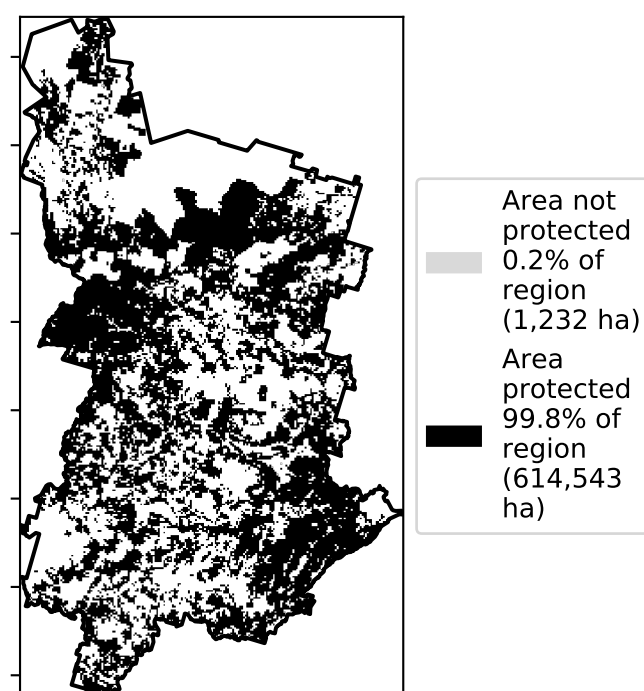 Area not
protected
0.2% of
region
(1,232 ha)
Area
protected
99.8% of
region
(614,543
ha)